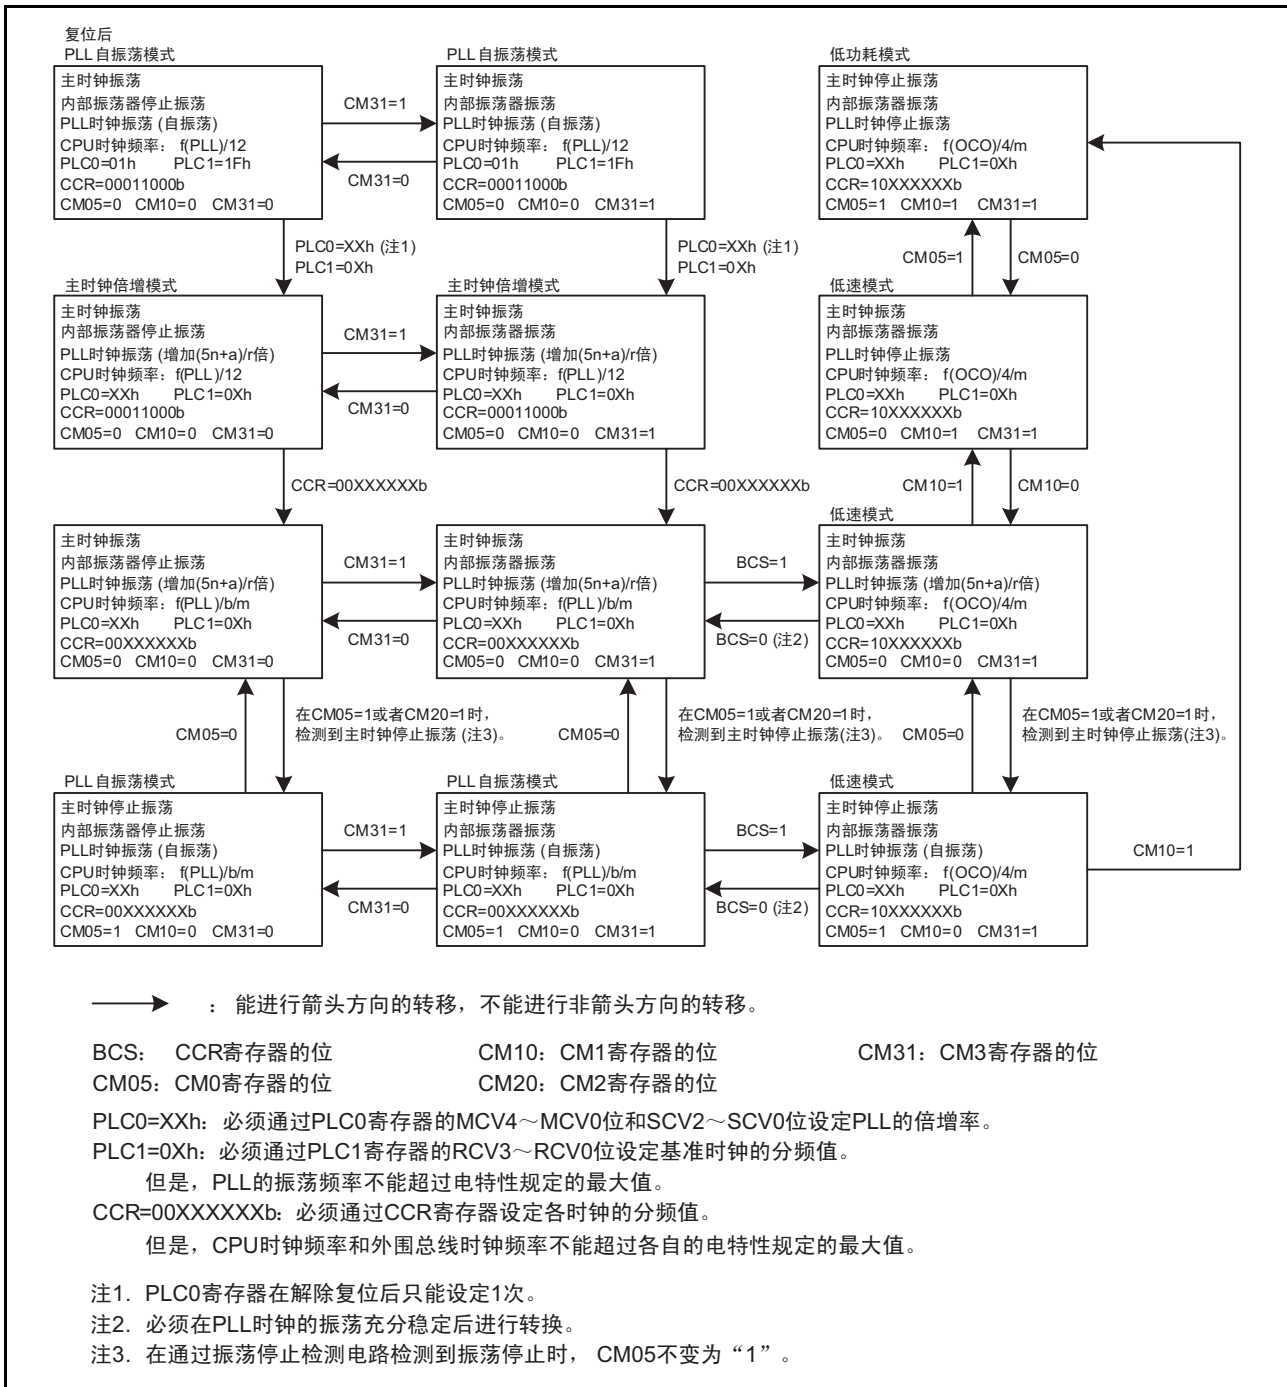 复位后
PLL自振荡模式
主时钟振荡
内部振荡器停止振荡
PLL时钟振荡 (自振荡)
CPU时钟频率： f(PLL)/12
PLC0=01h PLC1=1Fh
CCR=00011000b
CM05=0 CM10=0 CM31=0
CM31=1
CM31=0
PLL自振荡模式
主时钟振荡
内部振荡器振荡
PLL时钟振荡 (自振荡)
CPU时钟频率： f(PLL)/12
PLC0=01h PLC1=1Fh
CCR=00011000b
CM05=0 CM10=0 CM31=1
低功耗模式
主时钟停止振荡
内部振荡器振荡
PLL时钟停止振荡
CPU时钟频率： f(OCO)/4/m
PLC0=XXh PLC1=0Xh
CCR=10XXXXXXb
CM05=1 CM10=1 CM31=1
PLC0=XXh (注1)
PLC1=0Xh
PLC0=XXh (注1)
PLC1=0Xh
CM05=1
CM05=0
主时钟倍增模式
主时钟振荡
内部振荡器停止振荡
PLL时钟振荡 (增加(5n+a)/r倍)
CPU时钟频率：f(PLL)/12
PLC0=XXh PLC1=0Xh
CCR=00011000b
CM05=0 CM10=0 CM31=0
CM31=1
CM31=0
主时钟倍增模式
主时钟振荡
内部振荡器振荡
PLL时钟振荡 (增加(5n+a)/r倍)
CPU时钟频率：f(PLL)/12
PLC0=XXh PLC1=0Xh
CCR=00011000b
CM05=0 CM10=0 CM31=1
低速模式
主时钟振荡
内部振荡器振荡
PLL时钟停止振荡
CPU时钟频率： f(OCO)/4/m
PLC0=XXh PLC1=0Xh
CCR=10XXXXXXb
CM05=0 CM10=1 CM31=1
CCR=00XXXXXXb
CCR=00XXXXXXb
CM10=1
CM10=0
主时钟振荡
内部振荡器停止振荡
PLL时钟振荡 (增加(5n+a)/r倍)
CPU时钟频率：f(PLL)/b/m
PLC0=XXh PLC1=0Xh
CCR=00XXXXXXb
CM05=0 CM10=0 CM31=0
CM31=1
CM31=0
主时钟振荡
内部振荡器振荡
PLL时钟振荡 (增加(5n+a)/r倍)
CPU时钟频率：f(PLL)/b/m
PLC0=XXh PLC1=0Xh
CCR=00XXXXXXb
CM05=0 CM10=0 CM31=1
BCS=1
BCS=0 (注2)
低速模式
主时钟振荡
内部振荡器振荡
PLL时钟振荡 (增加(5n+a)/r倍)
CPU时钟频率： f(OCO)/4/m
PLC0=XXh PLC1=0Xh
CCR=10XXXXXXb
CM05=0 CM10=0 CM31=1
CM05=0
在CM05=1或者CM20=1时，
检测到主时钟停止振荡 (注3)。
CM05=0
在CM05=1或者CM20=1时，
检测到主时钟停止振荡(注3)。
CM05=0
在CM05=1或者CM20=1时，
检测到主时钟停止振荡(注3)。
PLL自振荡模式
主时钟停止振荡
内部振荡器停止振荡
PLL时钟振荡 (自振荡)
CPU时钟频率： f(PLL)/b/m
PLC0=XXh PLC1=0Xh
CCR=00XXXXXXb
CM05=1 CM10=0 CM31=0
CM31=1
CM31=0
PLL自振荡模式
主时钟停止振荡
内部振荡器振荡
PLL时钟振荡 (自振荡)
CPU时钟频率： f(PLL)/b/m
PLC0=XXh PLC1=0Xh
CCR=00XXXXXXb
CM05=1 CM10=0 CM31=1
BCS=1
BCS=0 (注2)
低速模式
主时钟停止振荡
内部振荡器振荡
PLL时钟振荡 (自振荡)
CPU时钟频率： f(OCO)/4/m
PLC0=XXh PLC1=0Xh
CCR=10XXXXXXb
CM05=1 CM10=0 CM31=1
CM10=1
： 能进行箭头方向的转移，不能进行非箭头方向的转移。
BCS： CCR寄存器的位 CM10：CM1寄存器的位 CM31：CM3寄存器的位
CM05：CM0寄存器的位 CM20：CM2寄存器的位
PLC0=XXh：必须通过PLC0寄存器的MCV4～MCV0位和SCV2～SCV0位设定PLL的倍增率。
PLC1=0Xh：必须通过PLC1寄存器的RCV3～RCV0位设定基准时钟的分频值。
但是，PLL的振荡频率不能超过电特性规定的最大值。
CCR=00XXXXXXb：必须通过CCR寄存器设定各时钟的分频值。
但是，CPU时钟频率和外围总线时钟频率不能超过各自的电特性规定的最大值。
注1. PLC0寄存器在解除复位后只能设定1次。
注2. 必须在PLL时钟的振荡充分稳定后进行转换。
注3. 在通过振荡停止检测电路检测到振荡停止时， CM05不变为“1”。